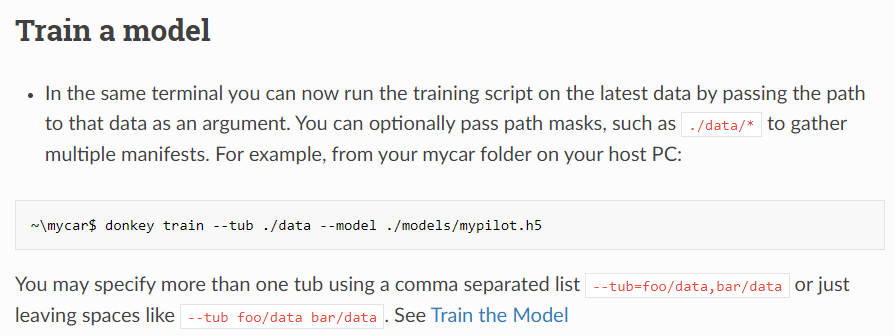 Train a model
• In the same terminal you can now run the training script on the latest data by passing the path
to that data as an argument. You can optionally pass path masks, such as ./data/* to gather
multiple manifests. For example, from your mycar folder on your host PC:
~\mycar$ donkey train --tub ./data --model ./models/mypilot.h5
You may specify more than one tub using a comma separated list --tub=foo/data,bar/data or just
leaving spaces like --tub foo/data bar/data . See Train the Model